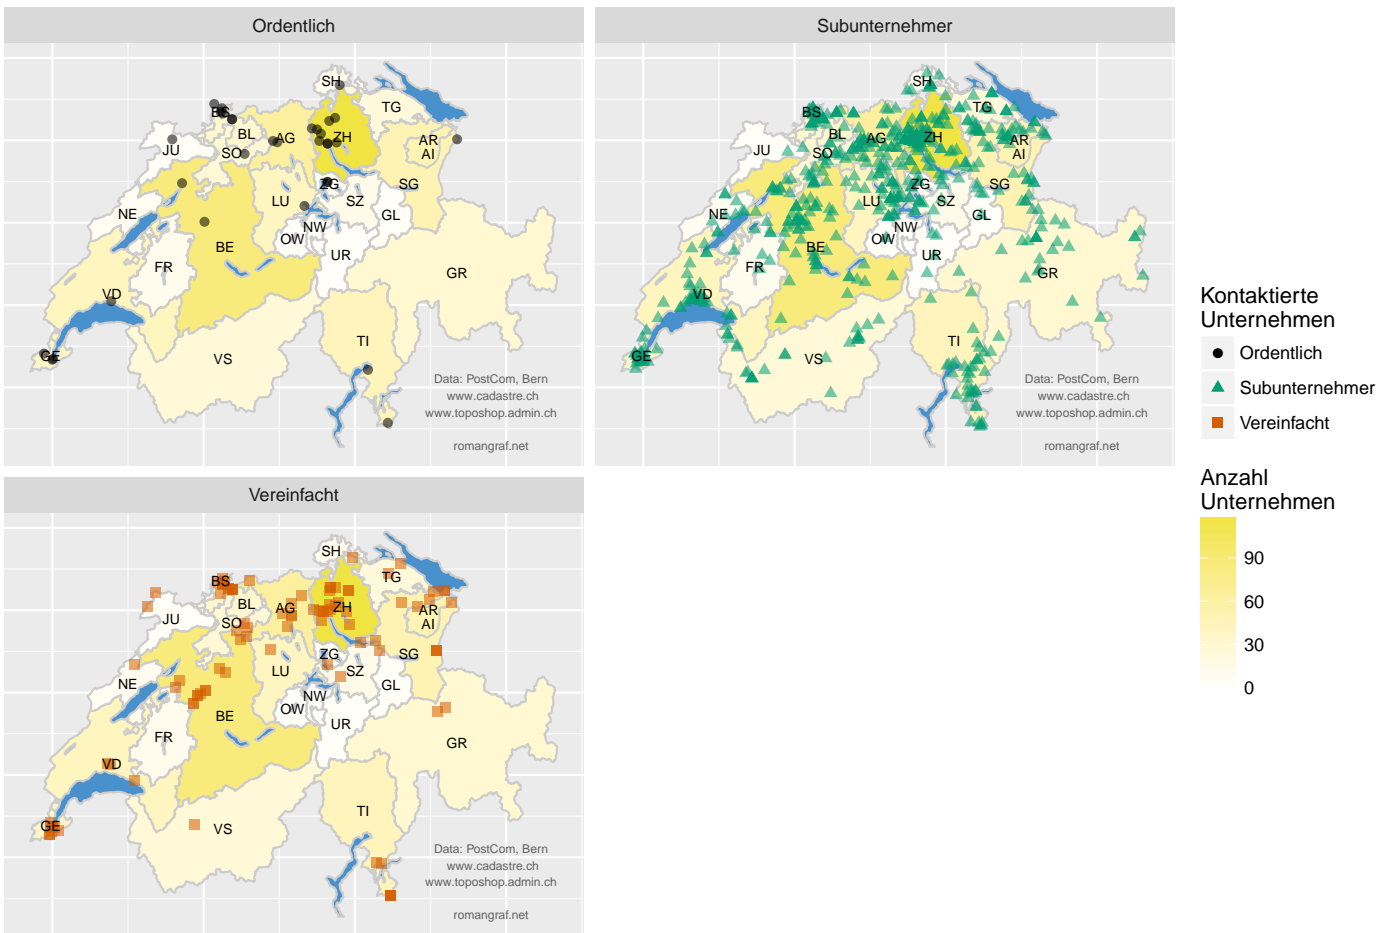 Ordentlich
SH
TG
BS
BL
AG
ZH
AR
AI
JU
SO
ZG
SG
LU
SZ
NE
NW
GL
OW
BE
UR
FR
GR
VD
TI
GE
VS
Data: PostCom, Bern
www.cadastre.ch
www.toposhop.admin.ch
romangraf.net
Subunternehmer
SH
TG
BS
BL
AG
ZH
AR
AI
JU
SO
ZG
SG
LU
SZ
NE
NW
GL
OW
BE
UR
FR
GR
VD
TI
GE
VS
Data: PostCom, Bern
www.cadastre.ch
www.toposhop.admin.ch
romangraf.net
Vereinfacht
SH
TG
BS
BL
AG
ZH
AR
AI
JU
SO
ZG
SG
LU
SZ
NE
NW
GL
OW
BE
UR
FR
GR
VD
TI
GE
VS
Data: PostCom, Bern
www.cadastre.ch
www.toposhop.admin.ch
romangraf.net
Kontaktierte
Unternehmen
Ordentlich
Subunternehmer
Vereinfacht
Anzahl
Unternehmen
90
60
30
0